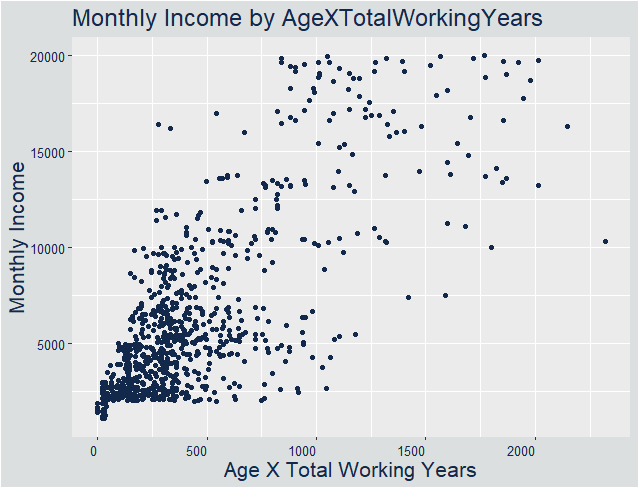 Monthly Income by AgeXTotalWorkingYears
20000
15000
10000
5000
Monthly Income
0 500 1000 1500 2000
Age X Total Working Years